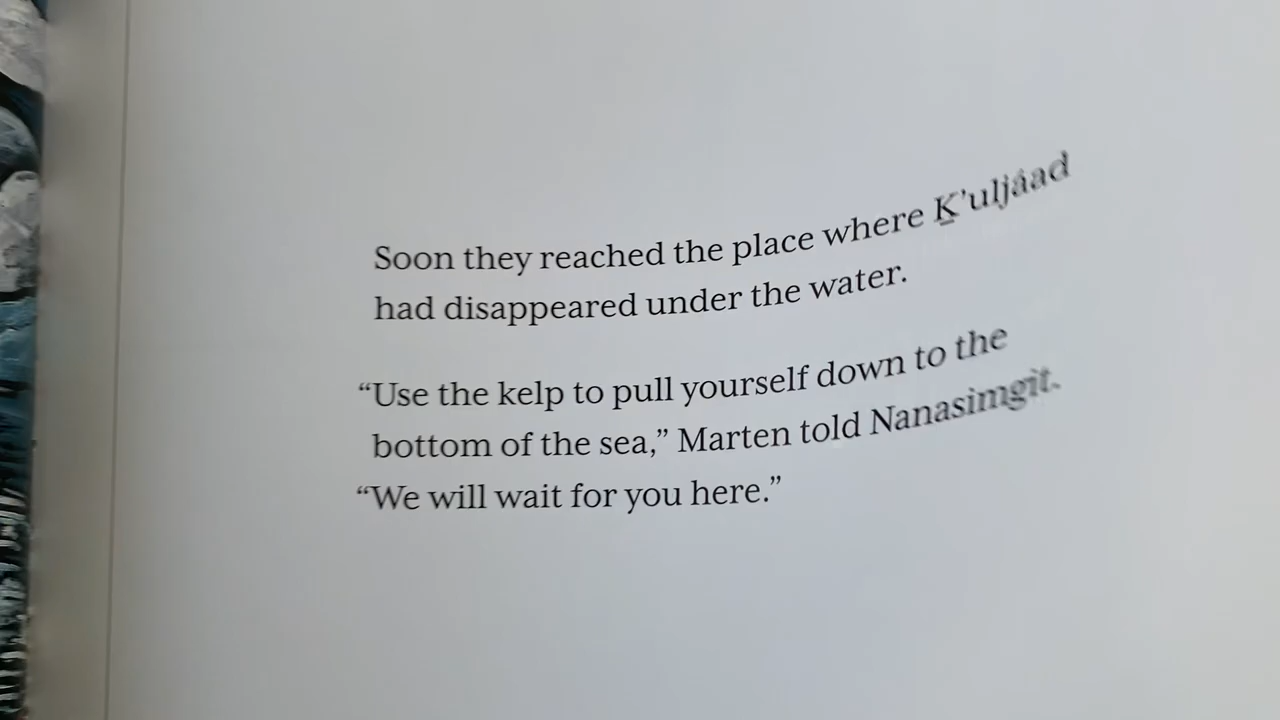 Soon they reached the place where Ḵ’uljáad
had disappeared under the water.
“Use the kelp to pull yourself down to the
bottom of the sea,” Marten told Nanasimgit.
“We will wait for you here.”